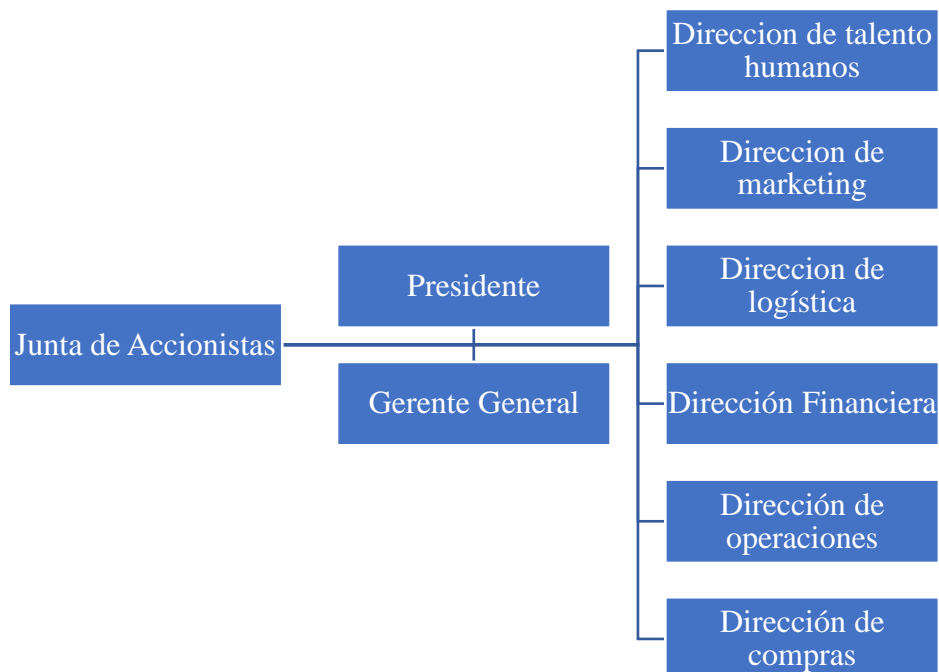 Junta de Accionistas
Presidente
Gerente General
Direccion de talento
humanos
Direccion de
marketing
Direccion de
logística
Dirección Financiera
Dirección de
operaciones
Dirección de
compras